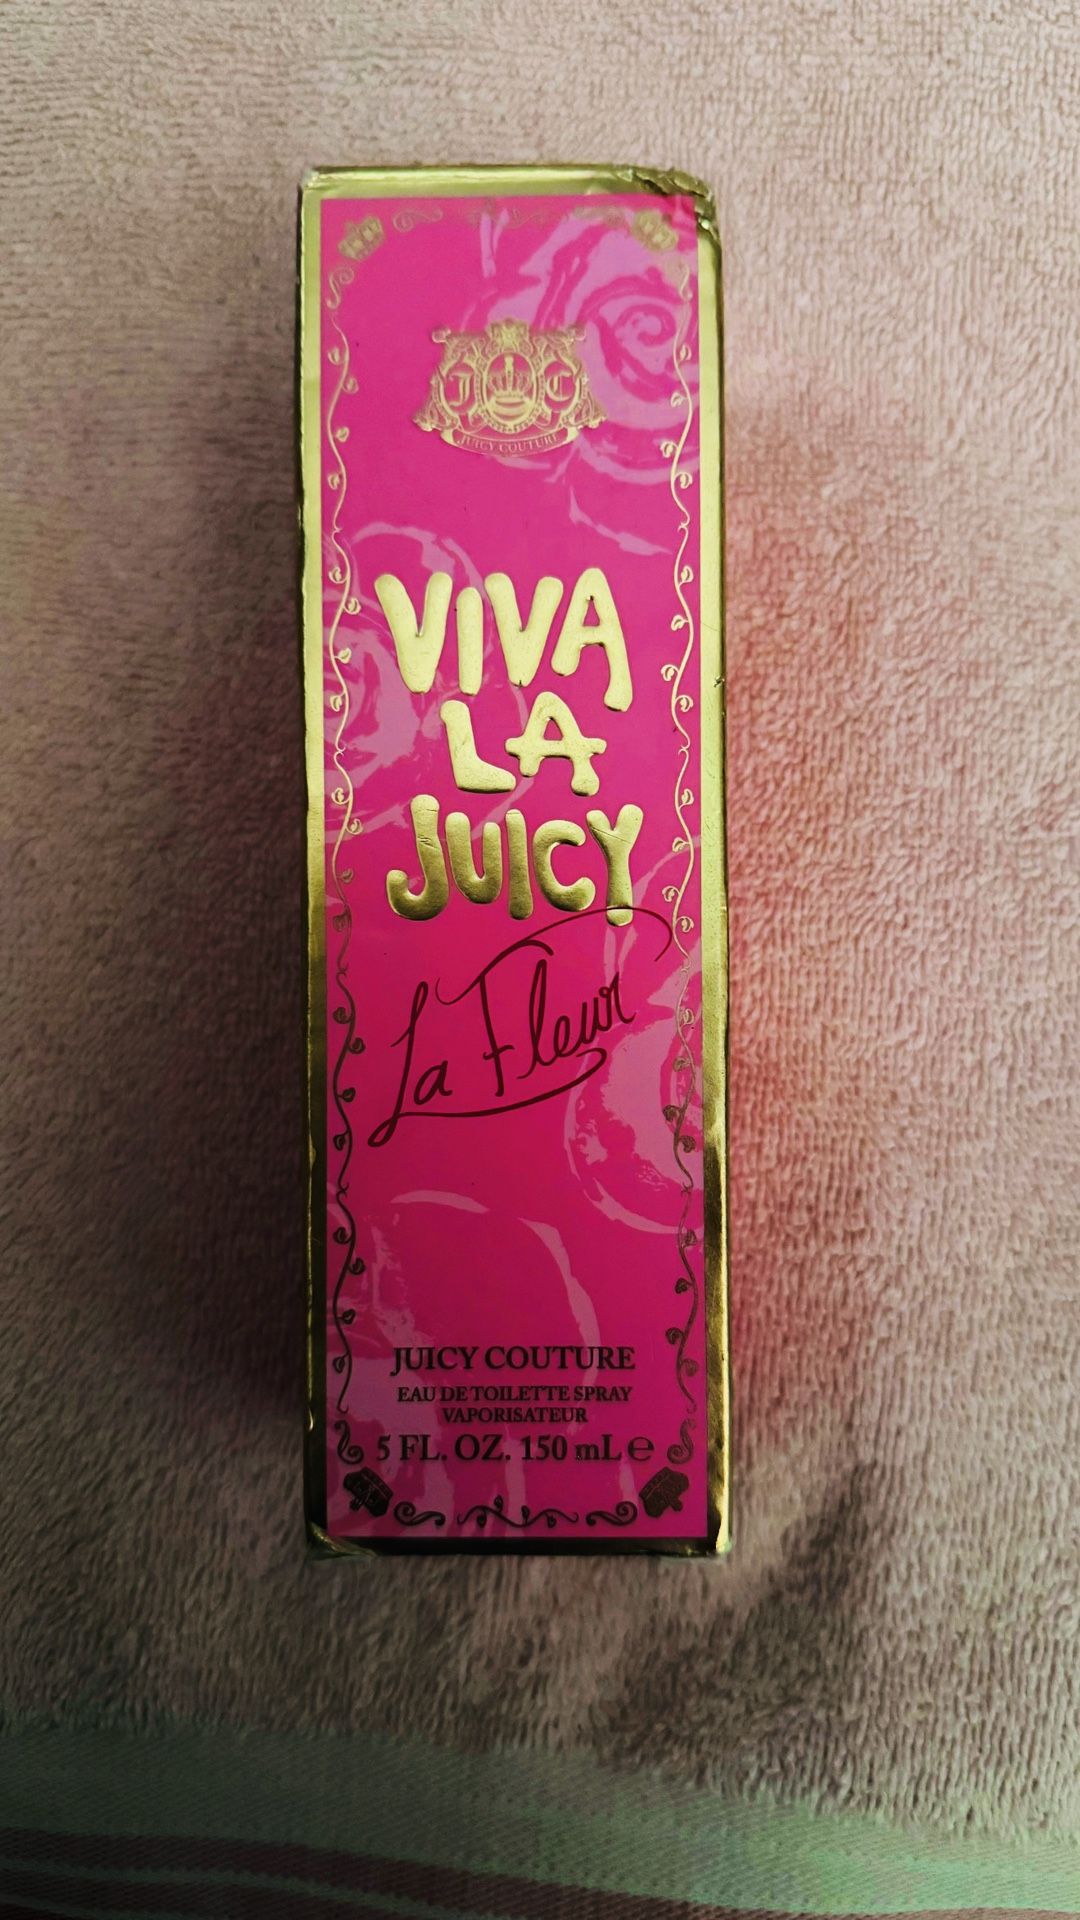 J C
JUICY COUTURE
VIVA
LA
JUICY
La Fleur
JUICY COUTURE
EAU DE TOILETTE SPRAY
VAPORISATEUR
5 FL. OZ. 150 mL ℮